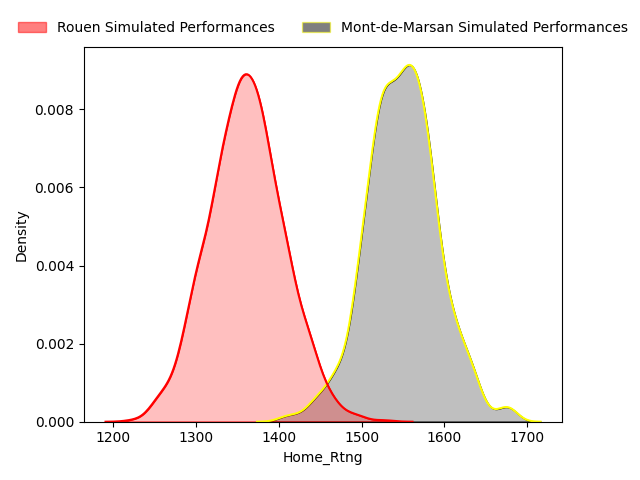 Rouen Simulated Performances
Mont-de-Marsan Simulated Performances
Density
0.008
0.006
0.004
0.002
0.000
1200 1300 1400 1500 1600 1700
Home_Rtng